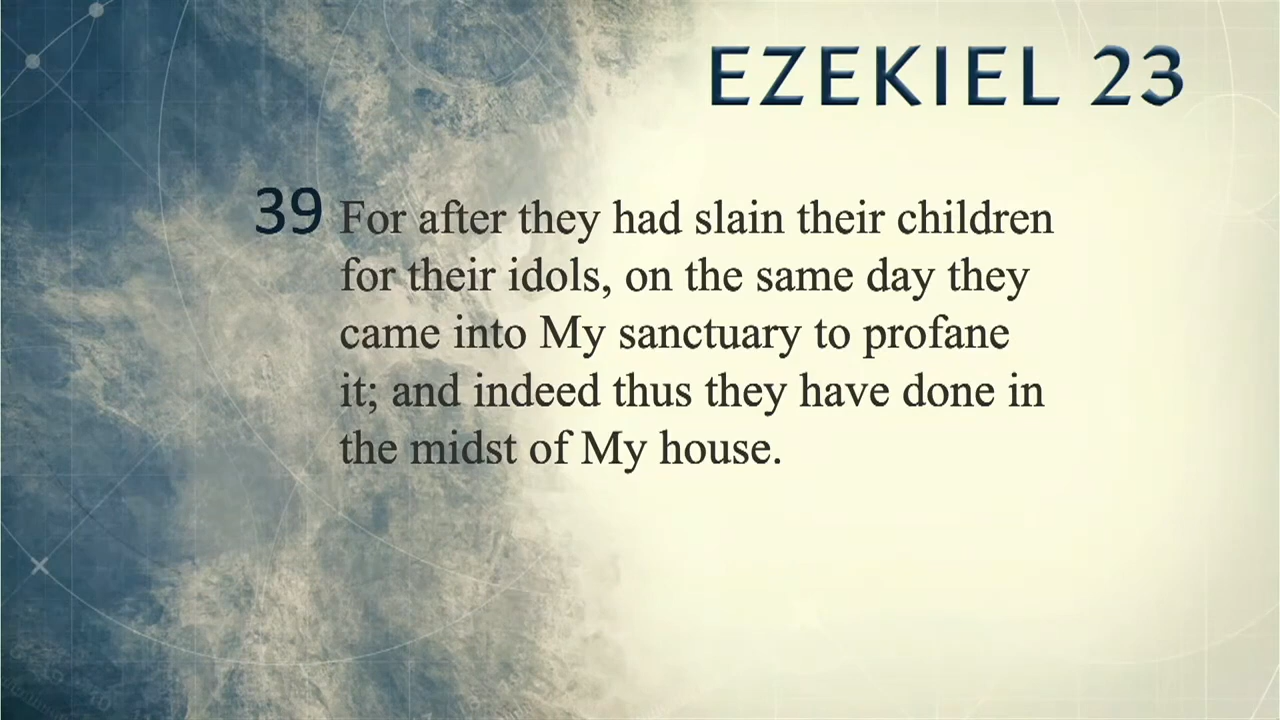 EZEKIEL 23
39 For after they had slain their children
for their idols, on the same day they
came into My sanctuary to profane
it; and indeed thus they have done in
the midst of My house.